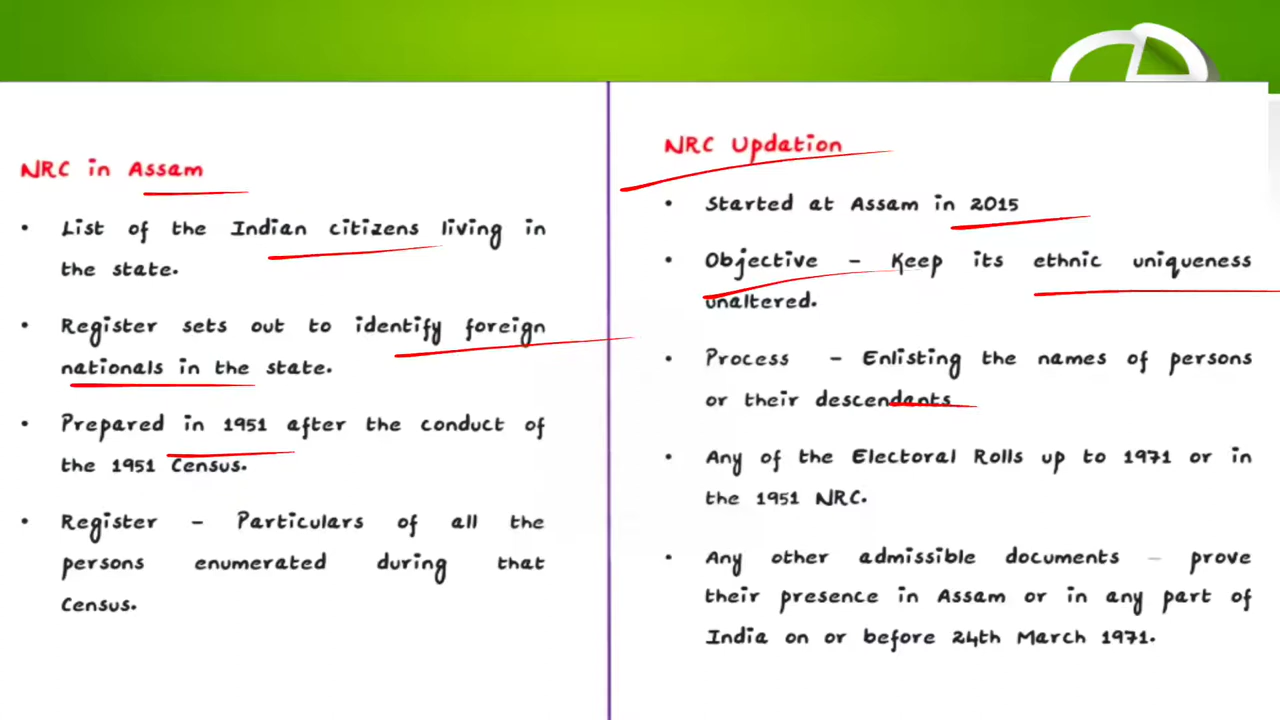 NRC in Assam
• List of the Indian citizens living in
the state.
• Register sets out to identify foreign
nationals in the state.
• Prepared in 1951 after the conduct of
the 1951 Census.
• Register - Particulars of all the
persons enumerated during that
Census.
NRC Updation
• Started at Assam in 2015
• Objective - Keep its ethnic uniqueness
unaltered.
• Process - Enlisting the names of persons
or their descendants
• Any of the Electoral Rolls up to 1971 or in
the 1951 NRC.
• Any other admissible documents - prove
their presence in Assam or in any part of
India on or before 24th March 1971.